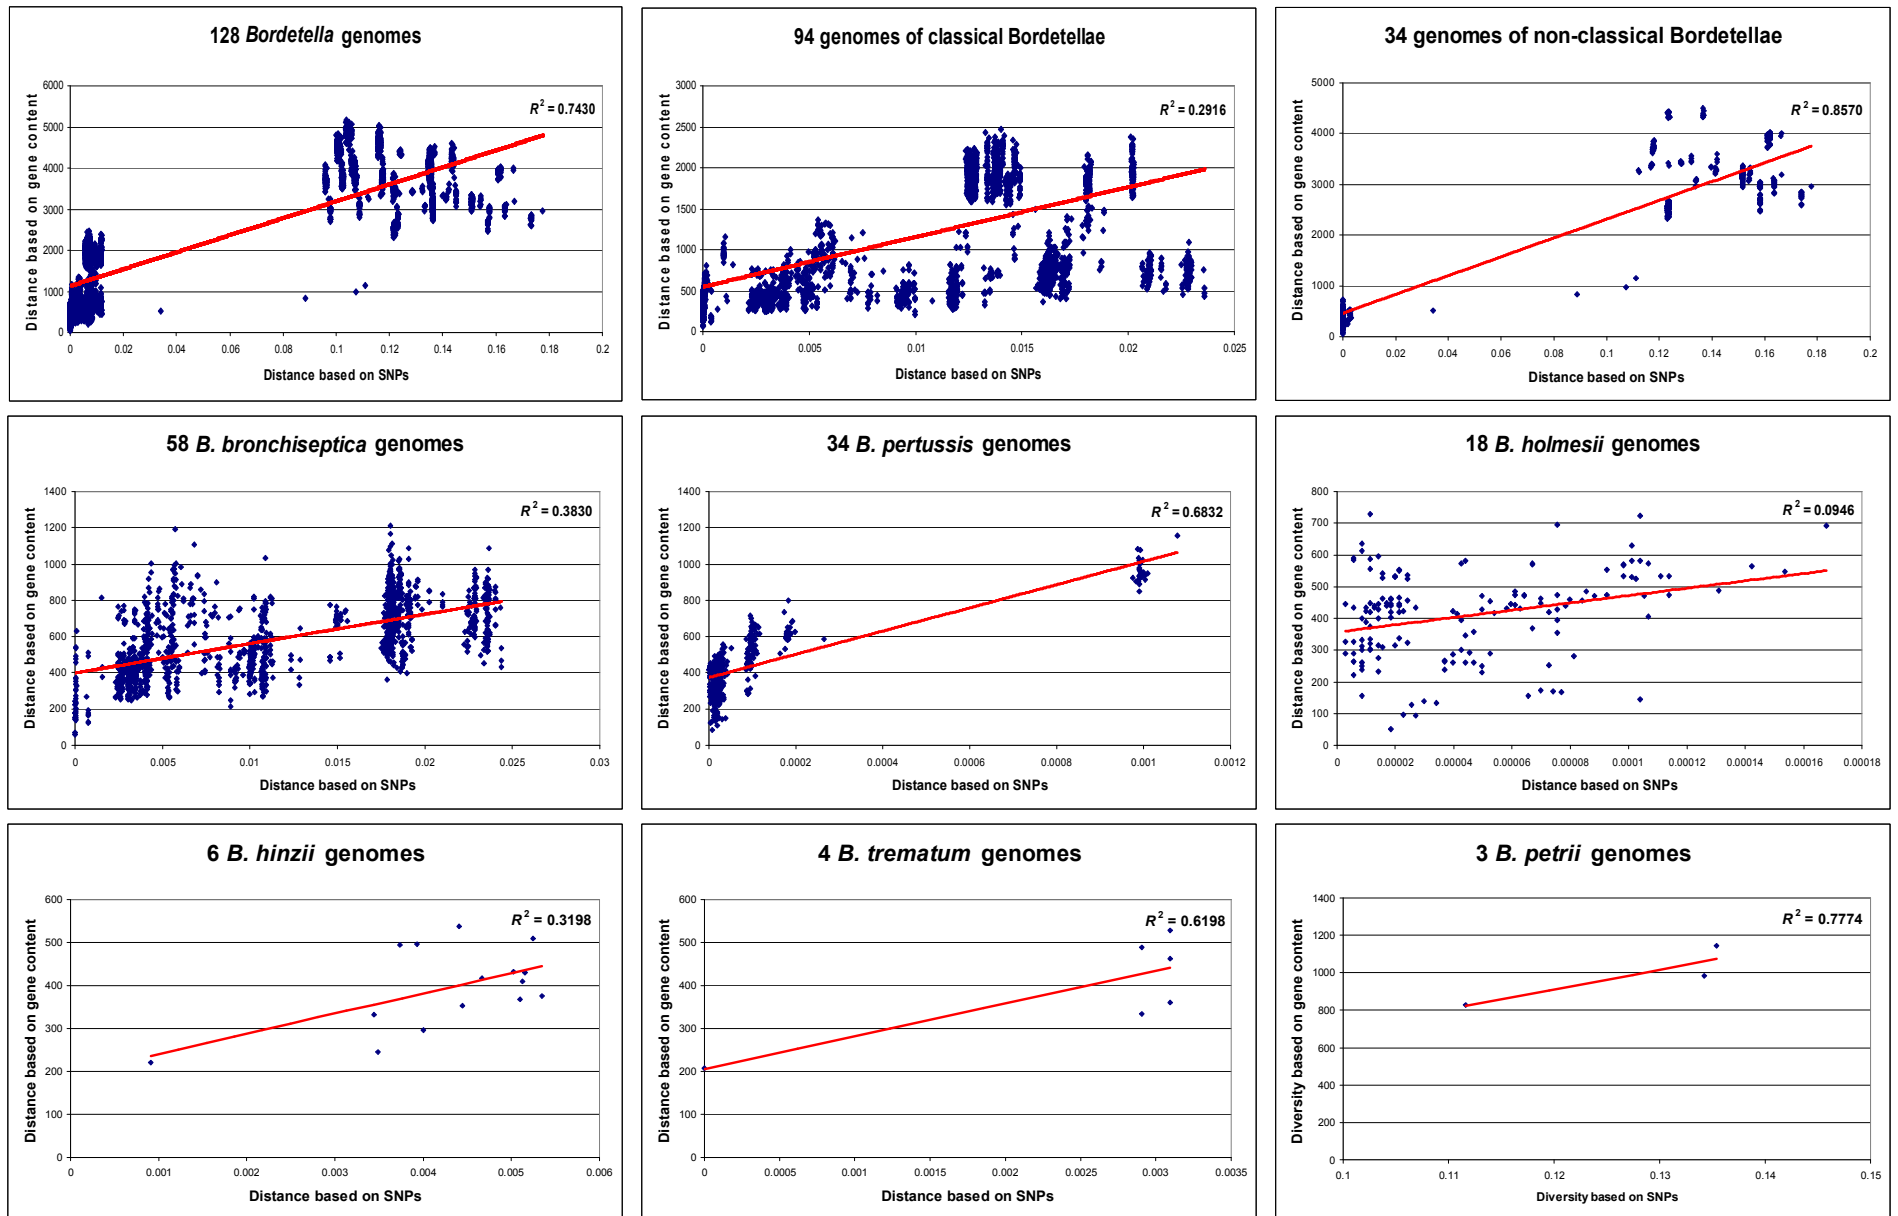 128 Bordetella genomes
R² = 0.7430
6000
5000
4000
3000
2000
1000
0
0 0.02 0.04 0.06 0.08 0.1 0.12 0.14 0.16 0.18 0.2
Distance based on gene content
Distance based on SNPs
94 genomes of classical Bordetellae
R² = 0.2916
3000
2500
2000
1500
1000
500
0
0 0.005 0.01 0.015 0.02 0.025
Distance based on gene content
Distance based on SNPs
34 genomes of non-classical Bordetellae
R² = 0.8570
5000
4000
3000
2000
1000
0
0 0.02 0.04 0.06 0.08 0.1 0.12 0.14 0.16 0.18 0.2
Distance based on gene content
Distance based on SNPs
58 B. bronchiseptica genomes
R² = 0.3830
1400
1200
1000
800
600
400
200
0
0 0.005 0.01 0.015 0.02 0.025 0.03
Distance based on gene content
Distance based on SNPs
34 B. pertussis genomes
R² = 0.6832
1400
1200
1000
800
600
400
200
0
0 0.0002 0.0004 0.0006 0.0008 0.001 0.0012
Distance based on gene content
Distance based on SNPs
18 B. holmesii genomes
R² = 0.0946
800
700
600
500
400
300
200
100
0
0 0.00002 0.00004 0.00006 0.00008 0.0001 0.00012 0.00014 0.00016 0.00018
Distance based on gene content
Distance based on SNPs
6 B. hinzii genomes
R² = 0.3198
600
500
400
300
200
100
0
0 0.001 0.002 0.003 0.004 0.005 0.006
Distance based on gene content
Distance based on SNPs
4 B. trematum genomes
R² = 0.6198
600
500
400
300
200
100
0
0 0.0005 0.001 0.0015 0.002 0.0025 0.003 0.0035
Distance based on gene content
Distance based on SNPs
3 B. petrii genomes
R² = 0.7774
1400
1200
1000
800
600
400
200
0
0.1 0.11 0.12 0.13 0.14 0.15
Diversity based on gene content
Diversity based on SNPs